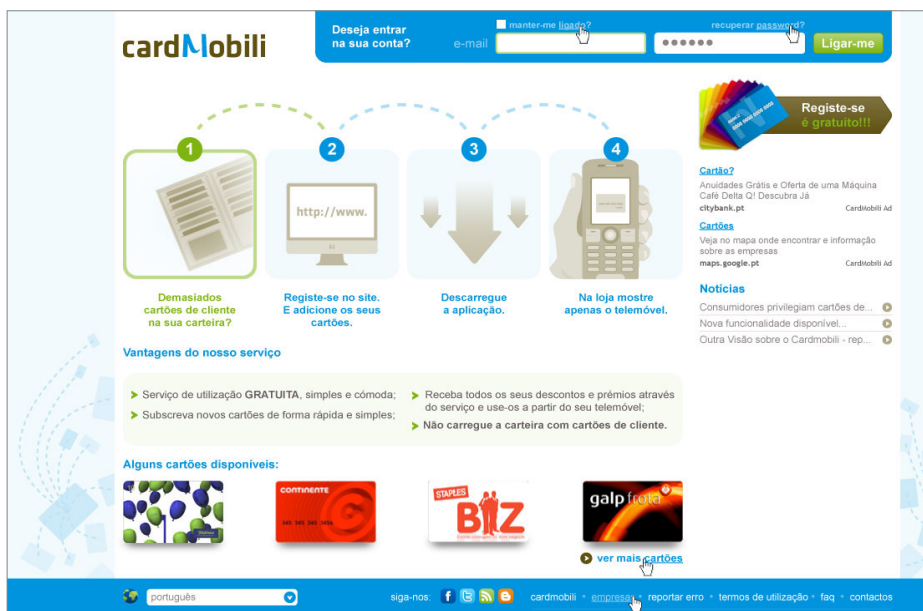 cardMobili
Deseja entrar
na sua conta?
manter-me ligado?
recuperar password?
e-mail
Ligar-me
Registe-se
é gratuito!!!
1
2
3
4
http://www.
Demasiados
cartões de cliente
na sua carteira?
Registe-se no site.
E adicione os seus
cartões.
Descarregue
a aplicação.
Na loja mostre
apenas o telemóvel.
Cartão?
Anuidades Grátis e Oferta de uma Máquina
Café Delta Q! Descubra Já
citybank.pt CardMobili Ad
Cartões
Veja no mapa onde encontrar e informação
sobre as empresas
maps.google.pt CardMobili Ad
Notícias
Consumidores privilegiam cartões de...
Nova funcionalidade disponível...
Outra Visão sobre o Cardmobili - rep...
Vantagens do nosso serviço
Serviço de utilização GRATUITA, simples e cómoda;
Subscreva novos cartões de forma rápida e simples;
Receba todos os seus descontos e prémios através
do serviço e use-os a partir do seu telemóvel;
Não carregue a carteira com cartões de cliente.
Alguns cartões disponíveis:
CONTINENTE
STAPLES
BIZ
galp frota
ver mais cartões
português
siga-nos:
cardmobili • empresas • reportar erro • termos de utilização • faq • contactos